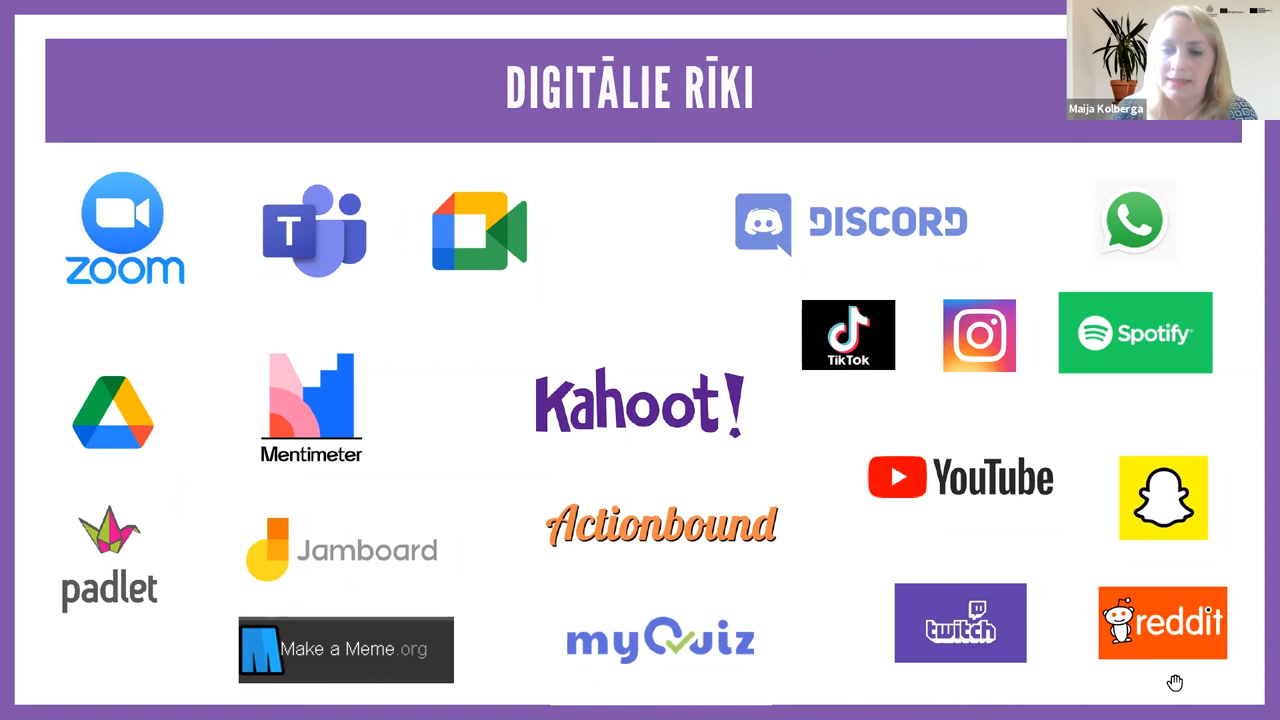 DIGITĀLIE RĪKI
Maija Kolberga
zoom
T
DISCORD
TikTok
Spotify
Mentimeter
Kahoot!
YouTube
padlet
Jamboard
Actionbound
Make a Meme.org
myQuiz
twitch
reddit